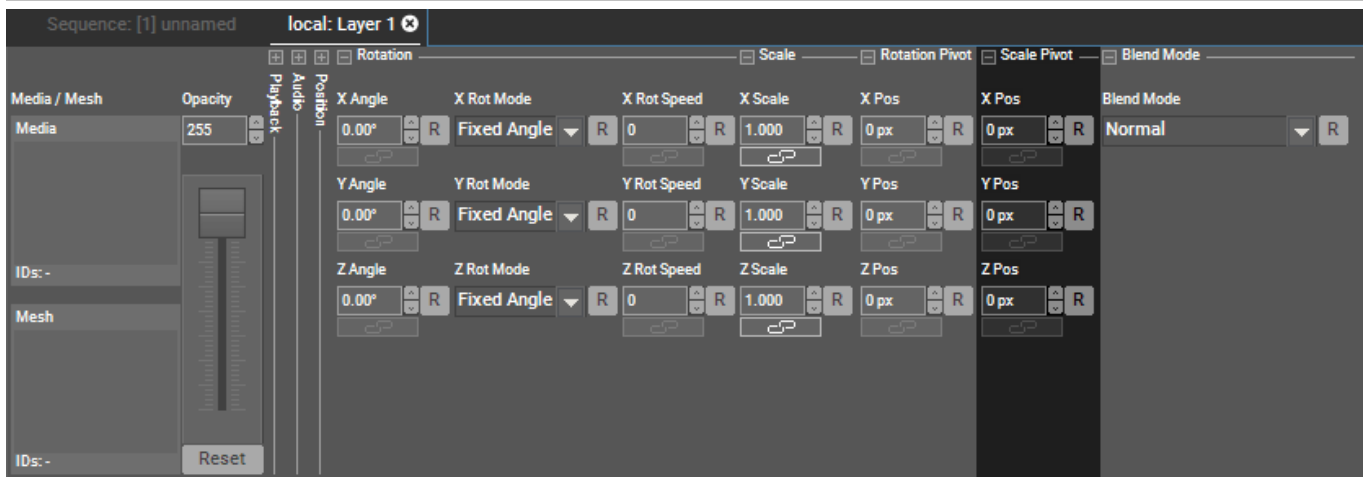 Sequence: [1] unnamed
local: Layer 1
Rotation
Scale
Rotation Pivot
Scale Pivot
Blend Mode
Playback
Audio
Position
Media / Mesh
Opacity
X Angle
X Rot Mode
X Rot Speed
X Scale
X Pos
X Pos
Blend Mode
Media
255
0.00°
R
Fixed Angle
R
0
R
1.000
R
0 px
R
0 px
R
Normal
R
Y Angle
Y Rot Mode
Y Rot Speed
Y Scale
Y Pos
Y Pos
0.00°
R
Fixed Angle
R
0
R
1.000
R
0 px
R
0 px
R
IDs: -
Z Angle
Z Rot Mode
Z Rot Speed
Z Scale
Z Pos
Z Pos
0.00°
R
Fixed Angle
R
0
R
1.000
R
0 px
R
0 px
R
Mesh
IDs: -
Reset